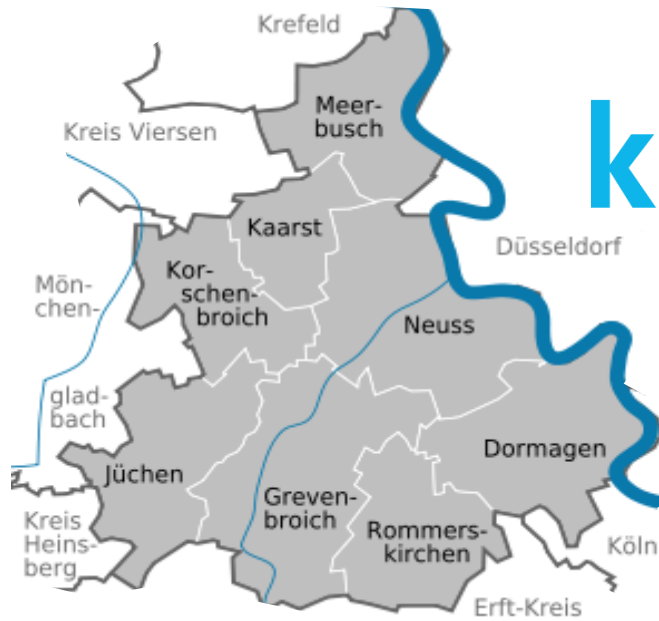 Krefeld
Meer-
busch
k
Kreis Viersen
Kaarst
Düsseldorf
Kor-
schen-
broich
Mön-
chen-
Neuss
glad-
bach
Dormagen
Jüchen
Greven-
broich
Rommers-
kirchen
Kreis
Heins-
berg
Köln
Erft-Kreis